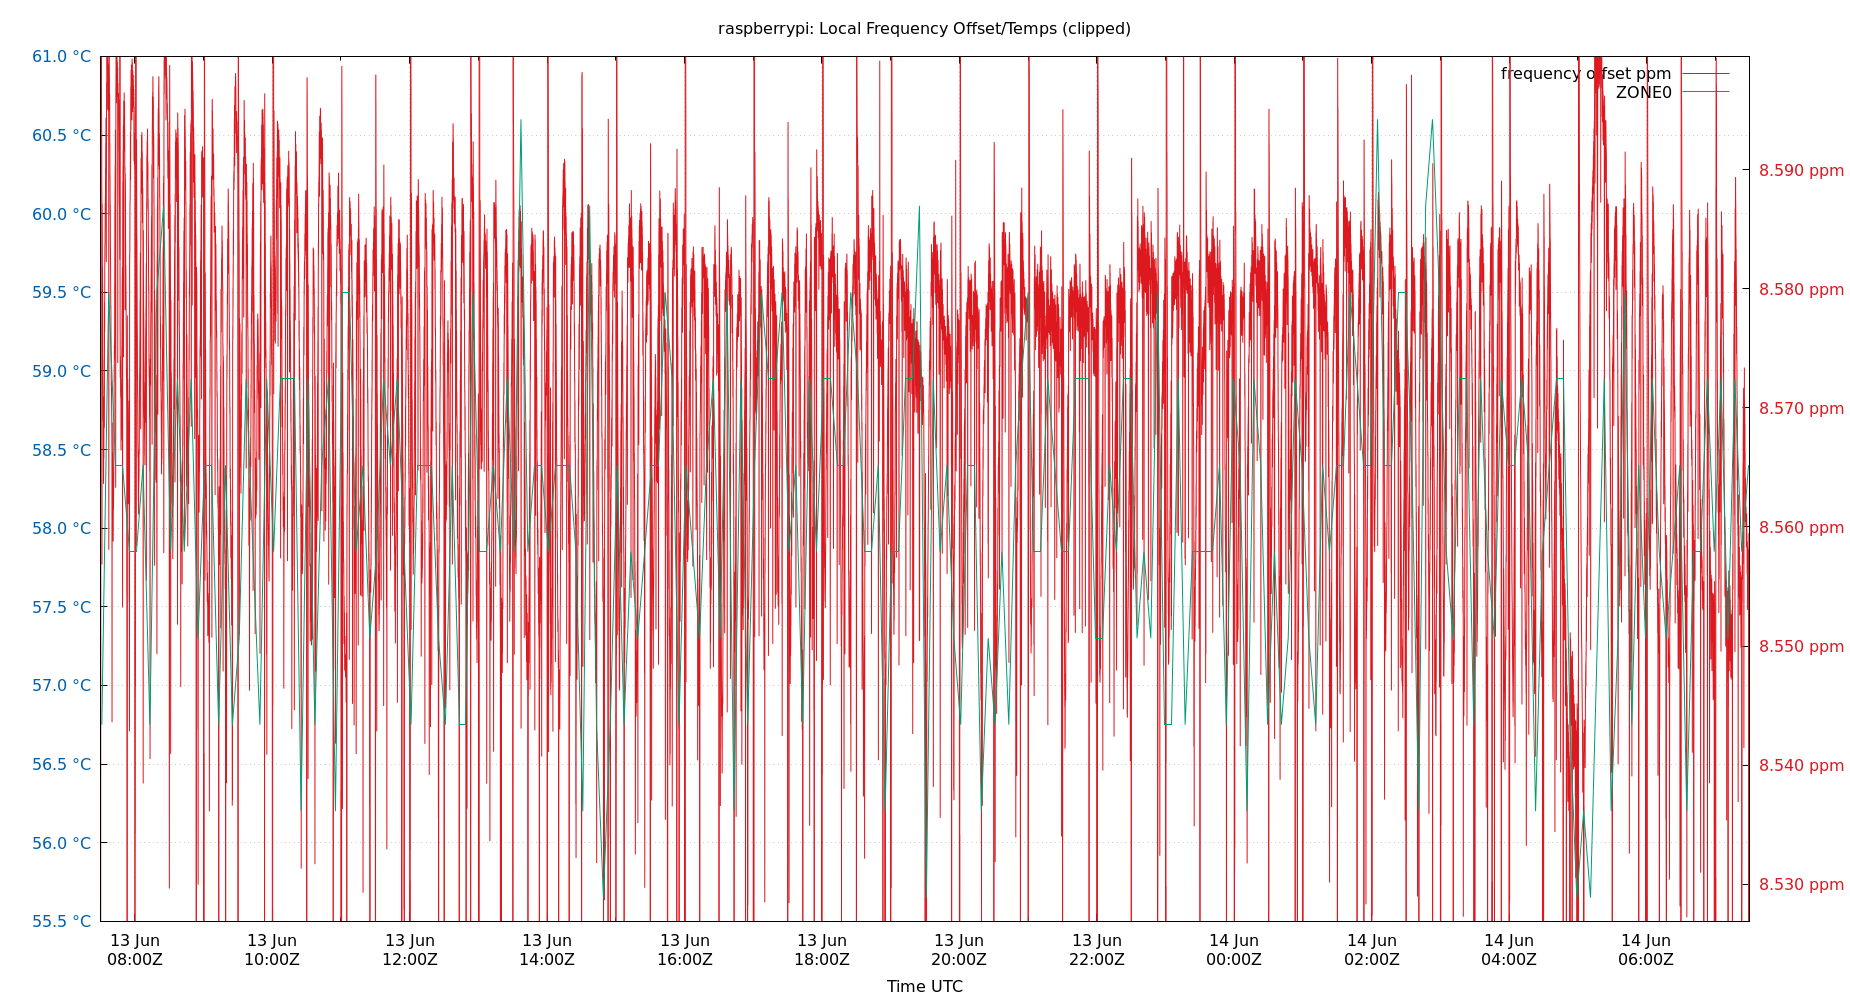 raspberrypi: Local Frequency Offset/Temps (clipped)
61.0 °C
60.5 °C
60.0 °C
59.5 °C
59.0 °C
58.5 °C
58.0 °C
57.5 °C
57.0 °C
56.5 °C
56.0 °C
55.5 °C
frequency offset ppm
ZONE0
8.590 ppm
8.580 ppm
8.570 ppm
8.560 ppm
8.550 ppm
8.540 ppm
8.530 ppm
13 Jun
08:00Z
13 Jun
10:00Z
13 Jun
12:00Z
13 Jun
14:00Z
13 Jun
16:00Z
13 Jun
18:00Z
13 Jun
20:00Z
13 Jun
22:00Z
14 Jun
00:00Z
14 Jun
02:00Z
14 Jun
04:00Z
14 Jun
06:00Z
Time UTC